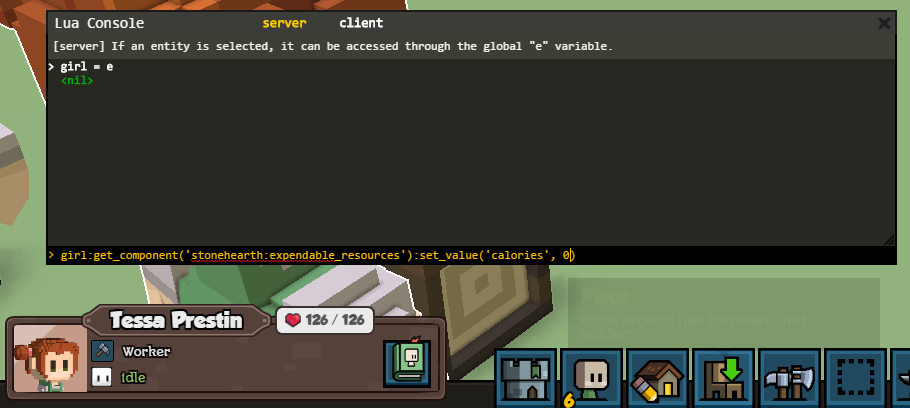 Lua Console server client
[server] If an entity is selected, it can be accessed through the global "e" variable.
> girl = e
<nil>
> girl:get_component('stonehearth:expendable_resources'):set_value('calories', 0)
Place
Tessa Prestin
126 / 126
Worker
idle
6